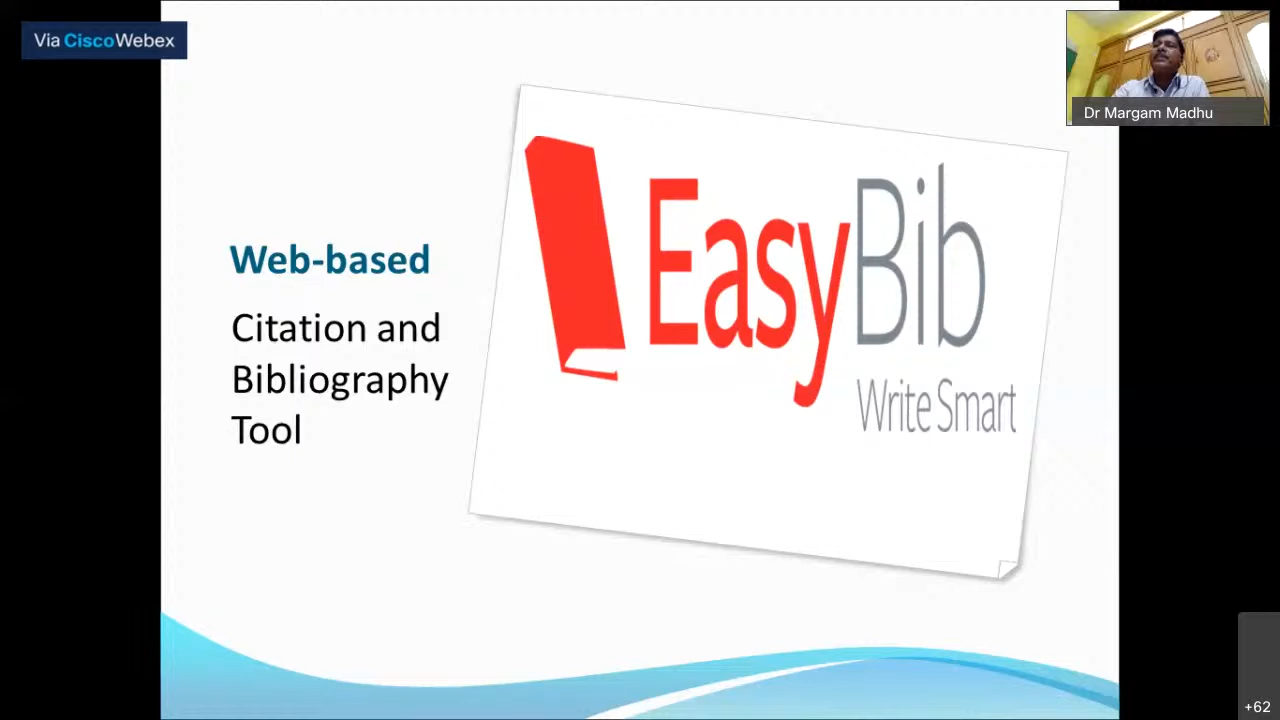 Via CiscoWebex
Dr Margam Madhu
EasyBib
Write Smart
Web-based
Citation and
Bibliography
Tool
+62